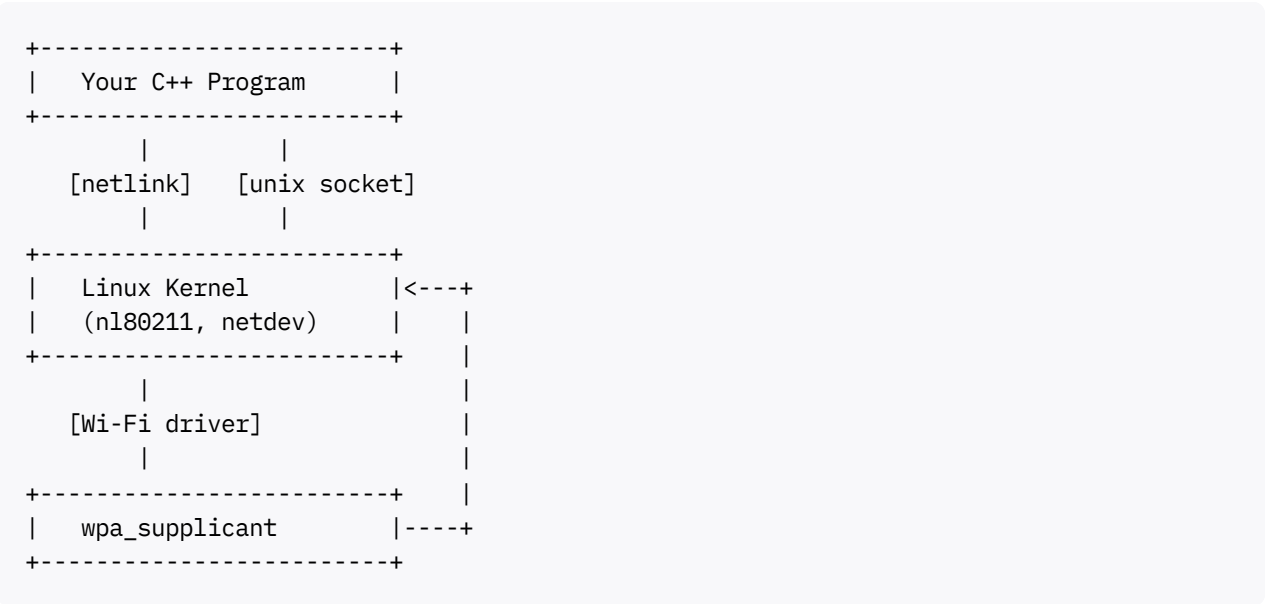 +-------------------------+
|   Your C++ Program      |
+-------------------------+
        |         |
   [netlink]   [unix socket]
        |         |
+-------------------------+
|   Linux Kernel          |<---+
|   (nl80211, netdev)     |    |
+-------------------------+    |
        |                      |
   [Wi-Fi driver]              |
        |                      |
+-------------------------+    |
|   wpa_supplicant        |----+
+-------------------------+